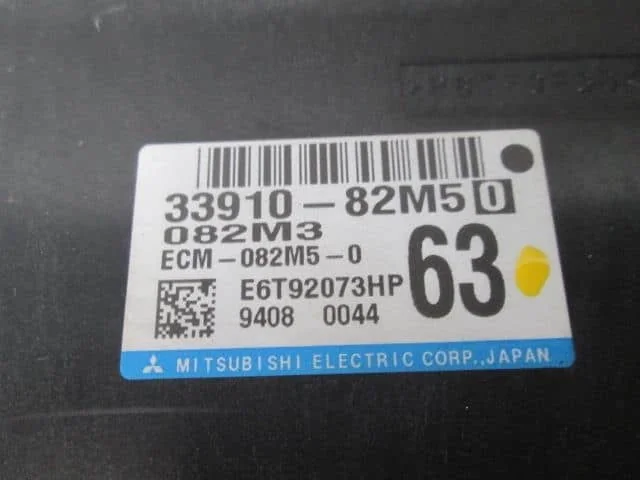 33910-82M50
082M3
ECM-082M5-0
E6T92073HP
63
9408 0044
MITSUBISHI ELECTRIC CORP., JAPAN